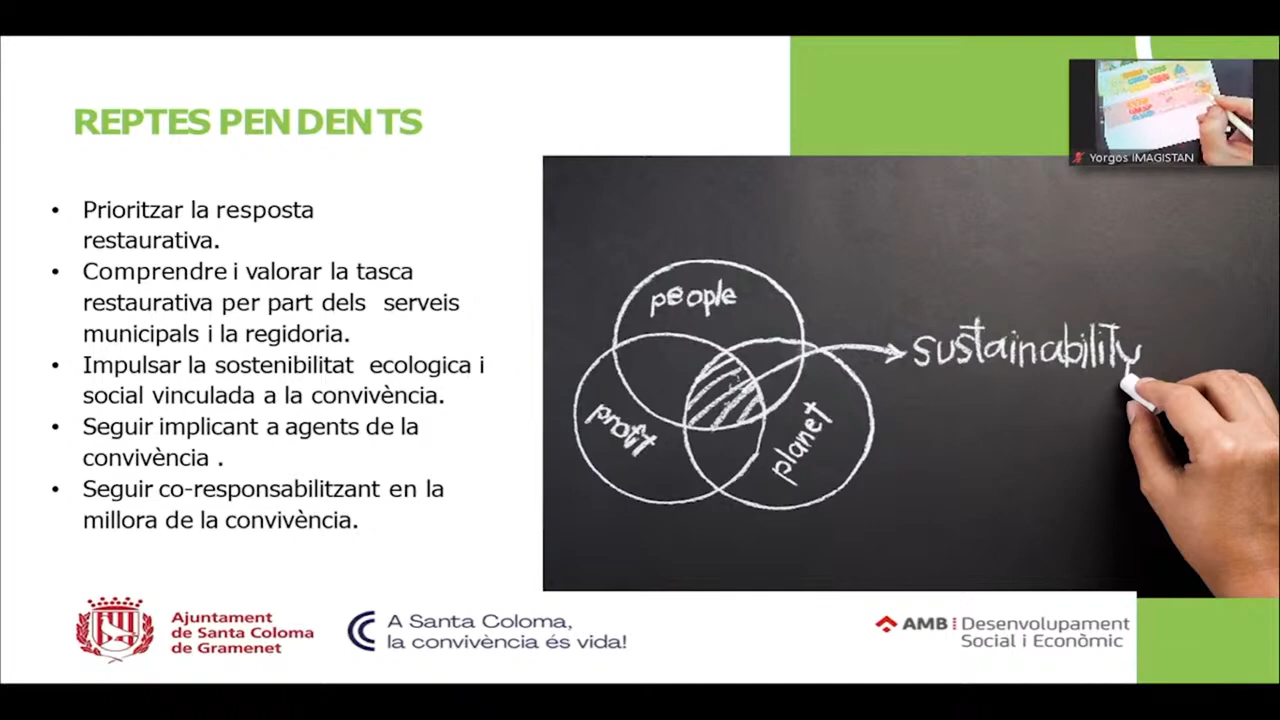 REPTES PENDENTS
Yorgos IMAGISTAN
• Prioritzar la resposta
restaurativa.
• Comprendre i valorar la tasca
restaurativa per part dels serveis
municipals i la regidoria.
• Impulsar la sostenibilitat ecologica i
social vinculada a la convivència.
• Seguir implicant a agents de la
convivència .
• Seguir co-responsabilitzant en la
millora de la convivència.
people
profit
planet
sustainability
Ajuntament
de Santa Coloma
de Gramenet
A Santa Coloma,
la convivència és vida!
AMB
Desenvolupament
Social i Econòmic